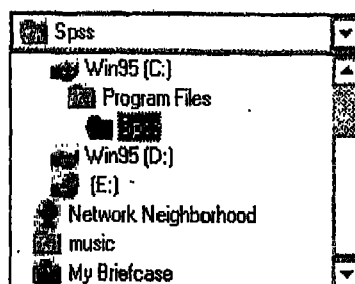 Spss
Win95 (C:)
Program Files
Spss
Win95 (D:)
(E:)
Network Neighborhood
music
My Briefcase